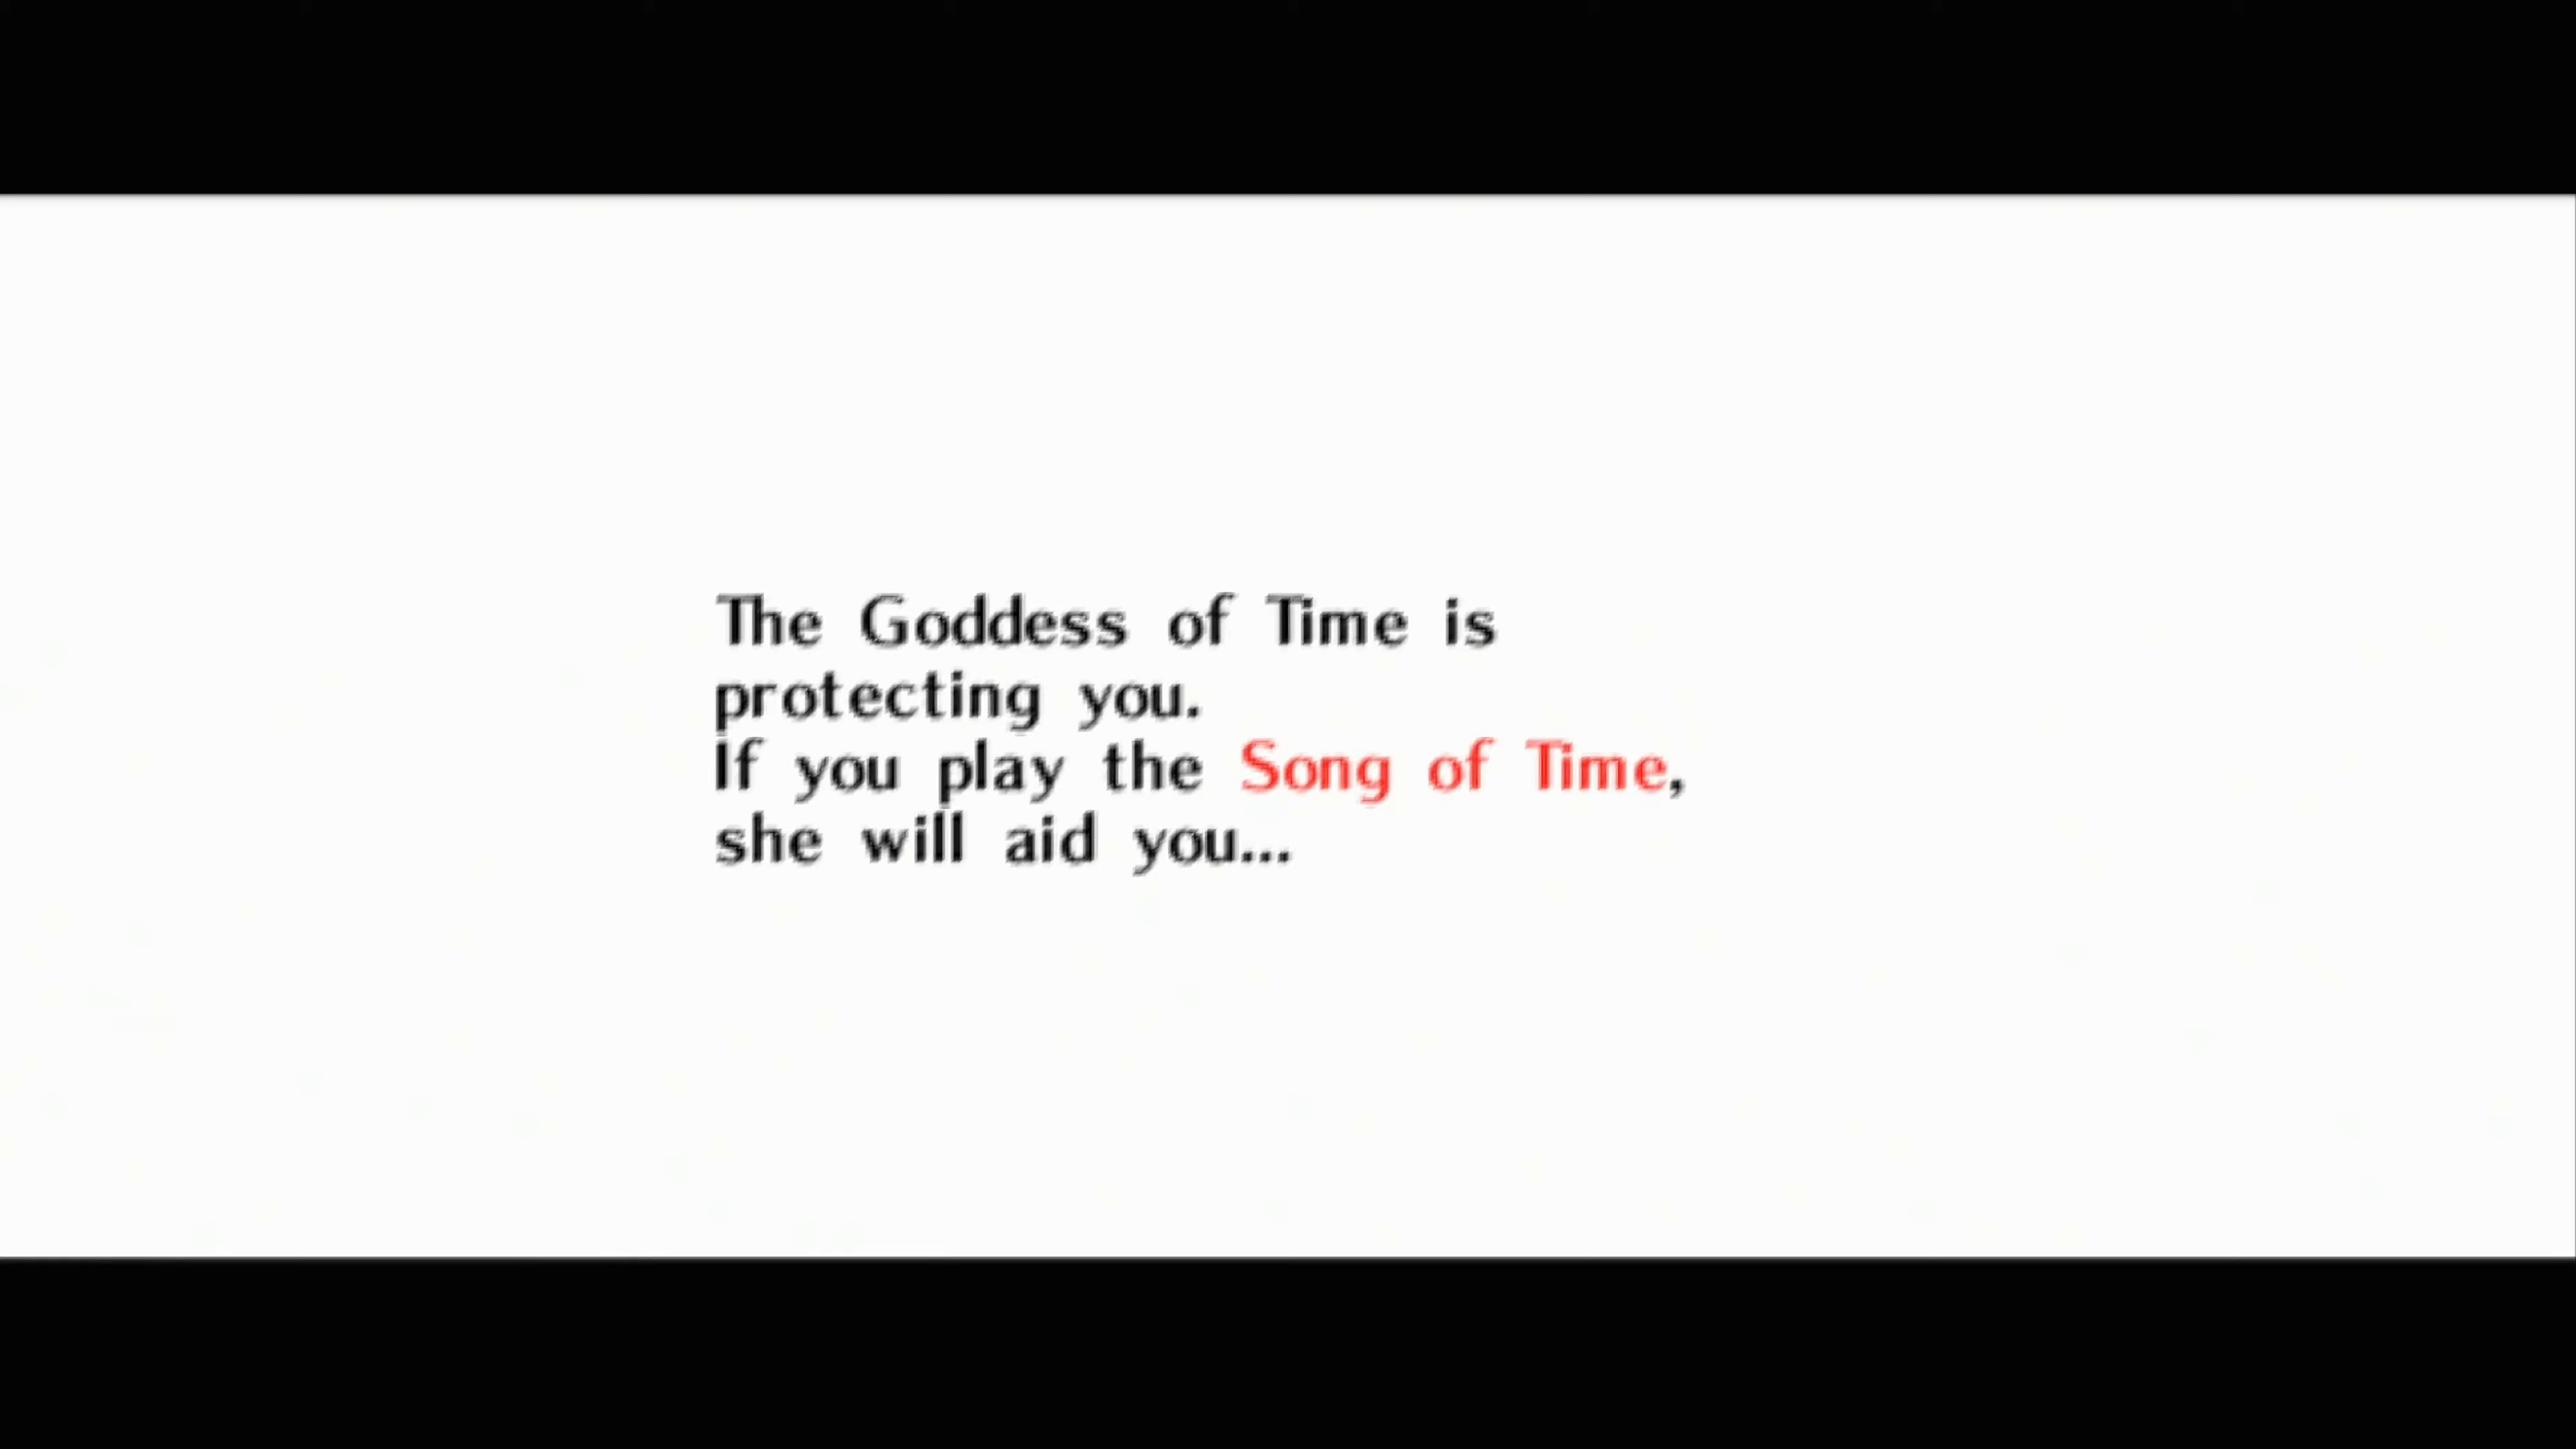 The Goddess of Time is
protecting you.
If you play the Song of Time,
she will aid you...